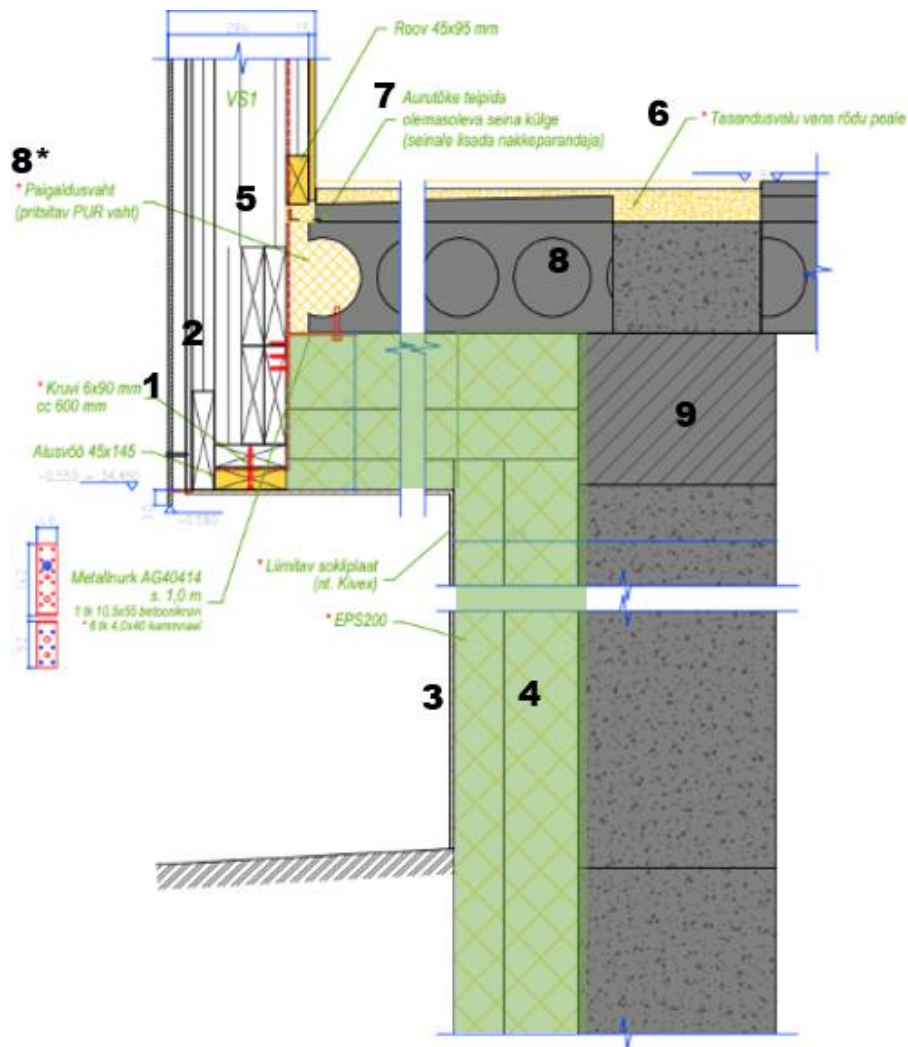 Roov 45x95 mm
VS1
7
Aurutõke teipida
olemasoleva seina külge
(seinale lisada nakkeparandaja)
6
* Tasandusvalu vana rõdu peale
8*
* Paigaldusvaht
(pritsitav PUR vaht)
5
8
2
1
* Kruvi 6x90 mm
cc 600 mm
9
Alusvöö 45x145
Metallnurk AG40414
s. 1,0 m
1 tk 10,5x55 betoonikruvi
* 6 tk 4,0x40 kammnael
* Liimitav sokliplaat
(nt. Kivex)
* EPS200
3
4